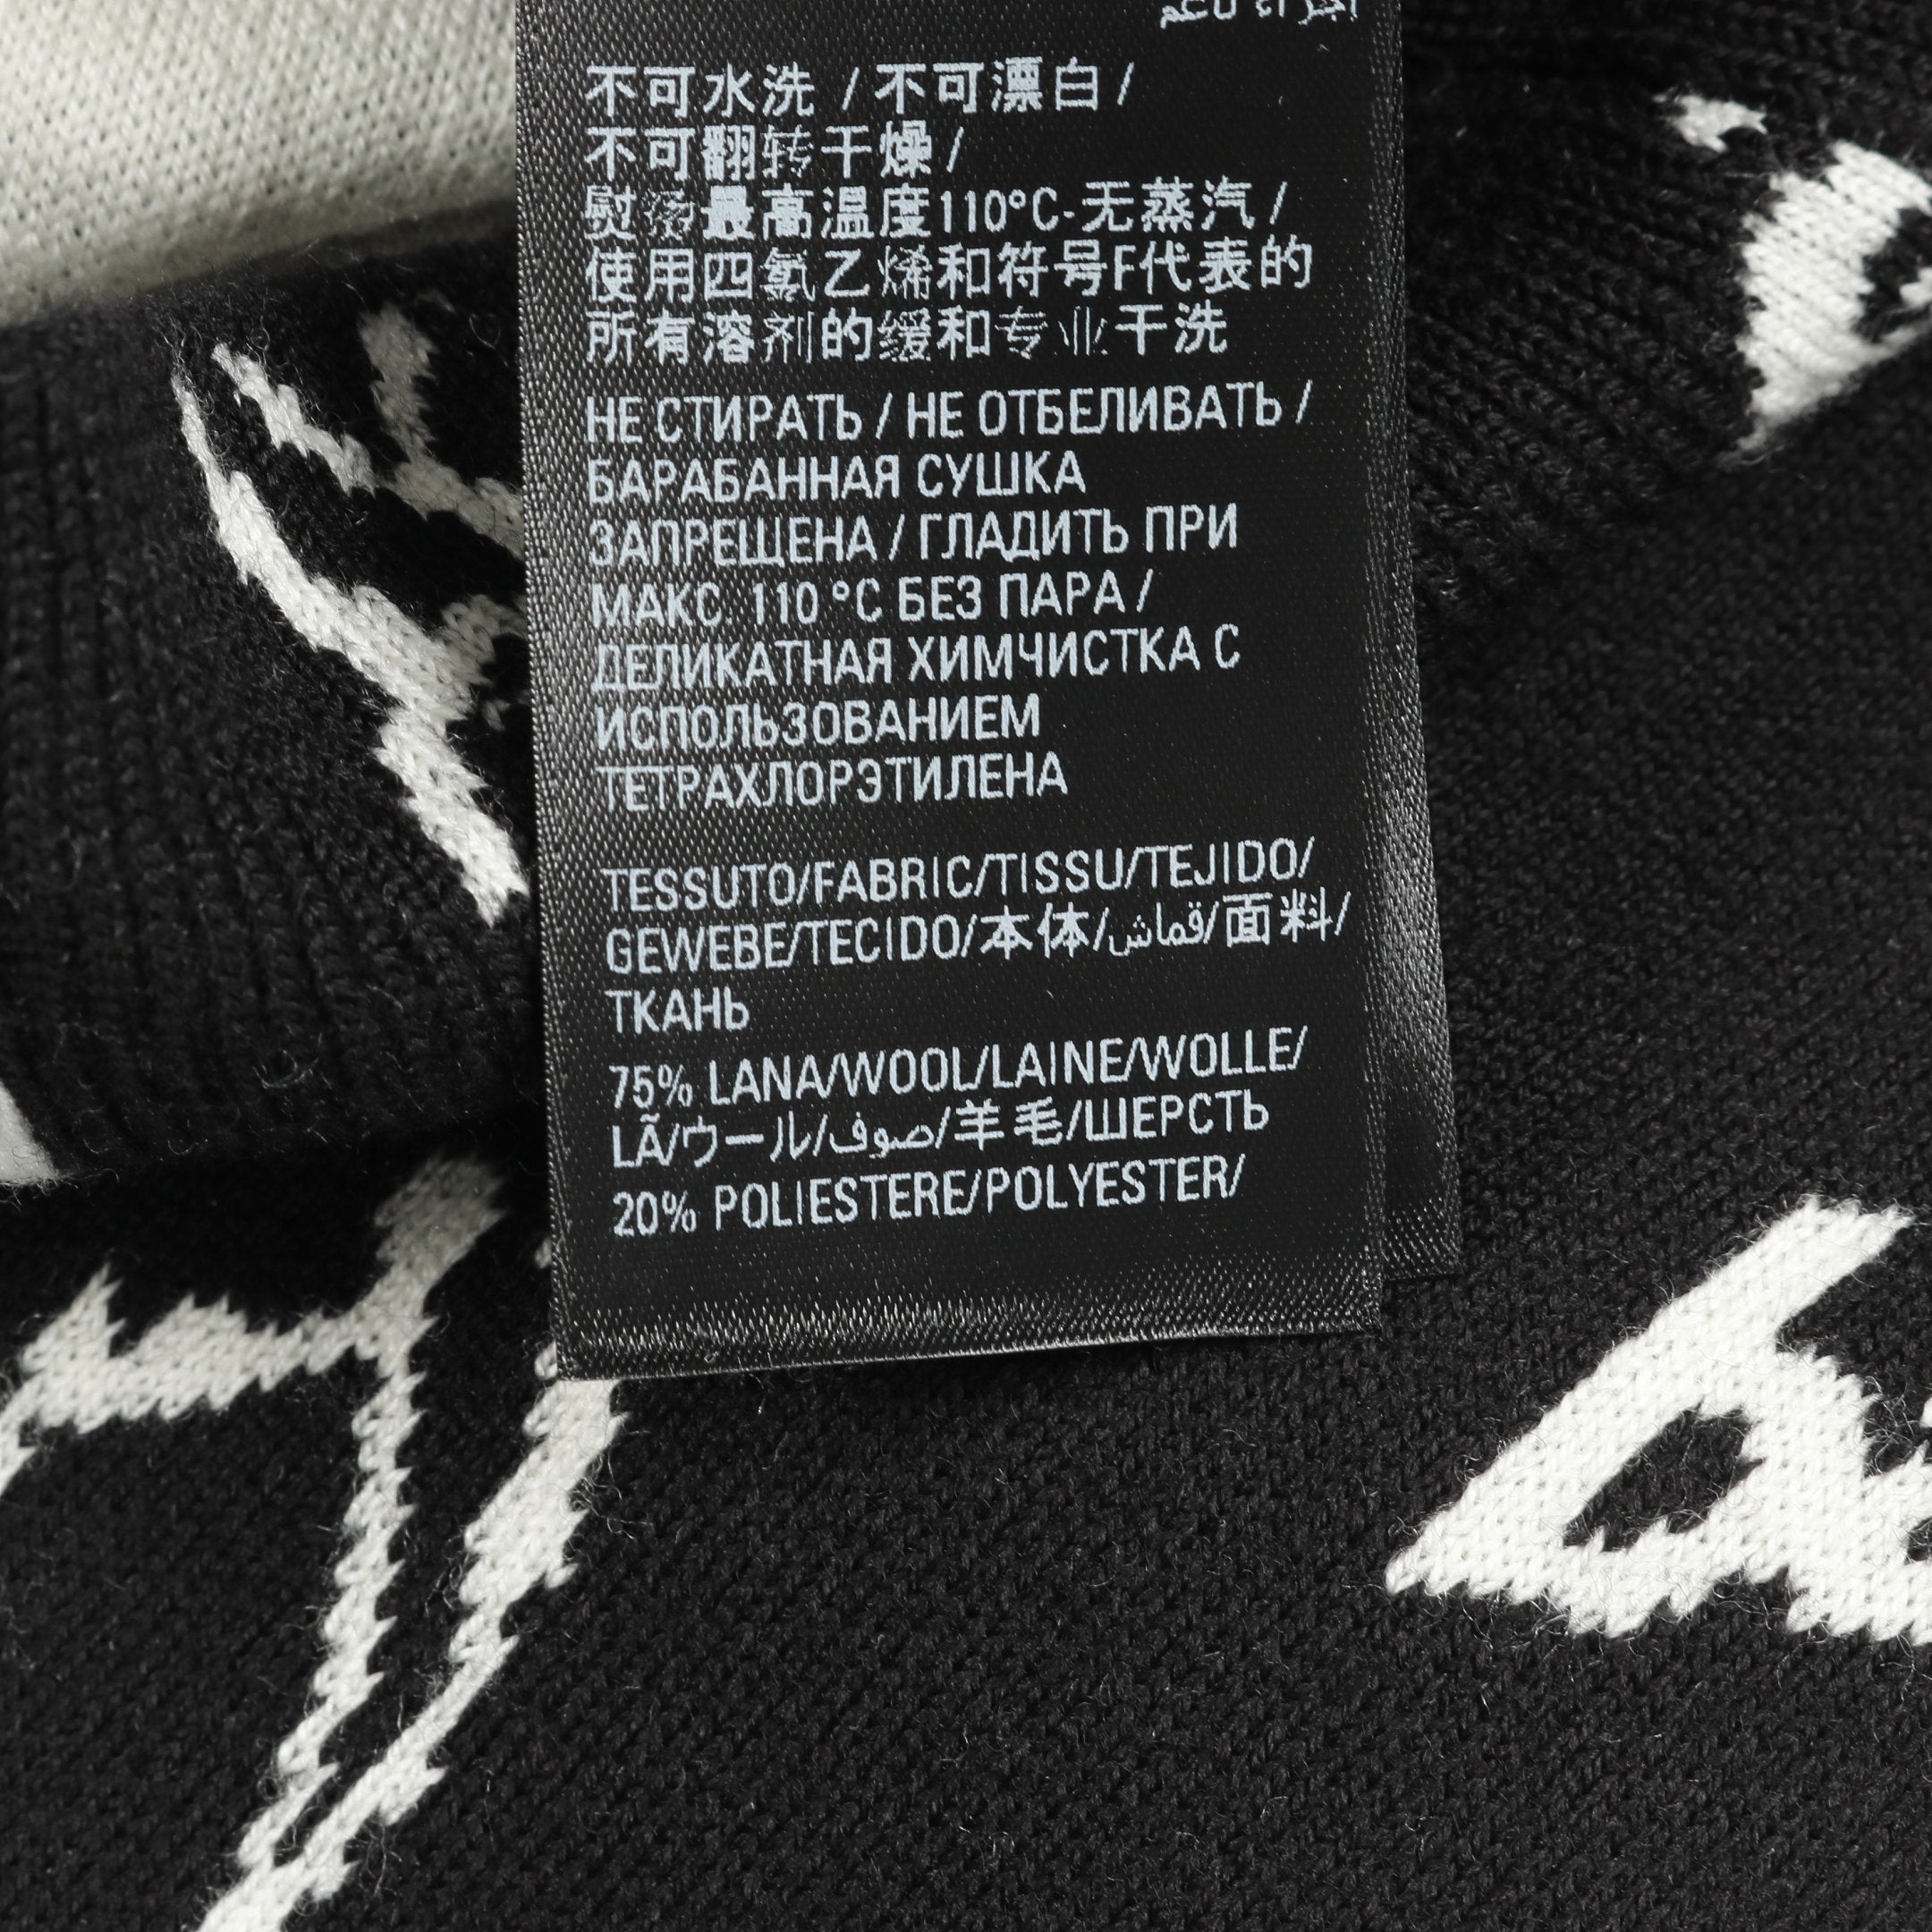 不可水洗 / 不可漂白 /
不可翻转干燥 /
熨烫最高温度110°C-无蒸汽 /
使用四氯乙烯和符号F代表的
所有溶剂的缓和专业干洗
НЕ СТИРАТЬ / НЕ ОТБЕЛИВАТЬ /
БАРАБАННАЯ СУШКА
ЗАПРЕЩЕНА / ГЛАДИТЬ ПРИ
МАКС. 110 °C БЕЗ ПАРА /
ДЕЛИКАТНАЯ ХИМЧИСТКА С
ИСПОЛЬЗОВАНИЕМ
ТЕТРАХЛОРЭТИЛЕНА
TESSUTO/FABRIC/TISSU/TEJIDO/
GEWEBE/TECIDO/本体/قماش/面料/
ТКАНЬ
75% LANA/WOOL/LAINE/WOLLE/
LÃ/ウール/صوف/羊毛/ШЕРСТЬ
20% POLIESTERE/POLYESTER/